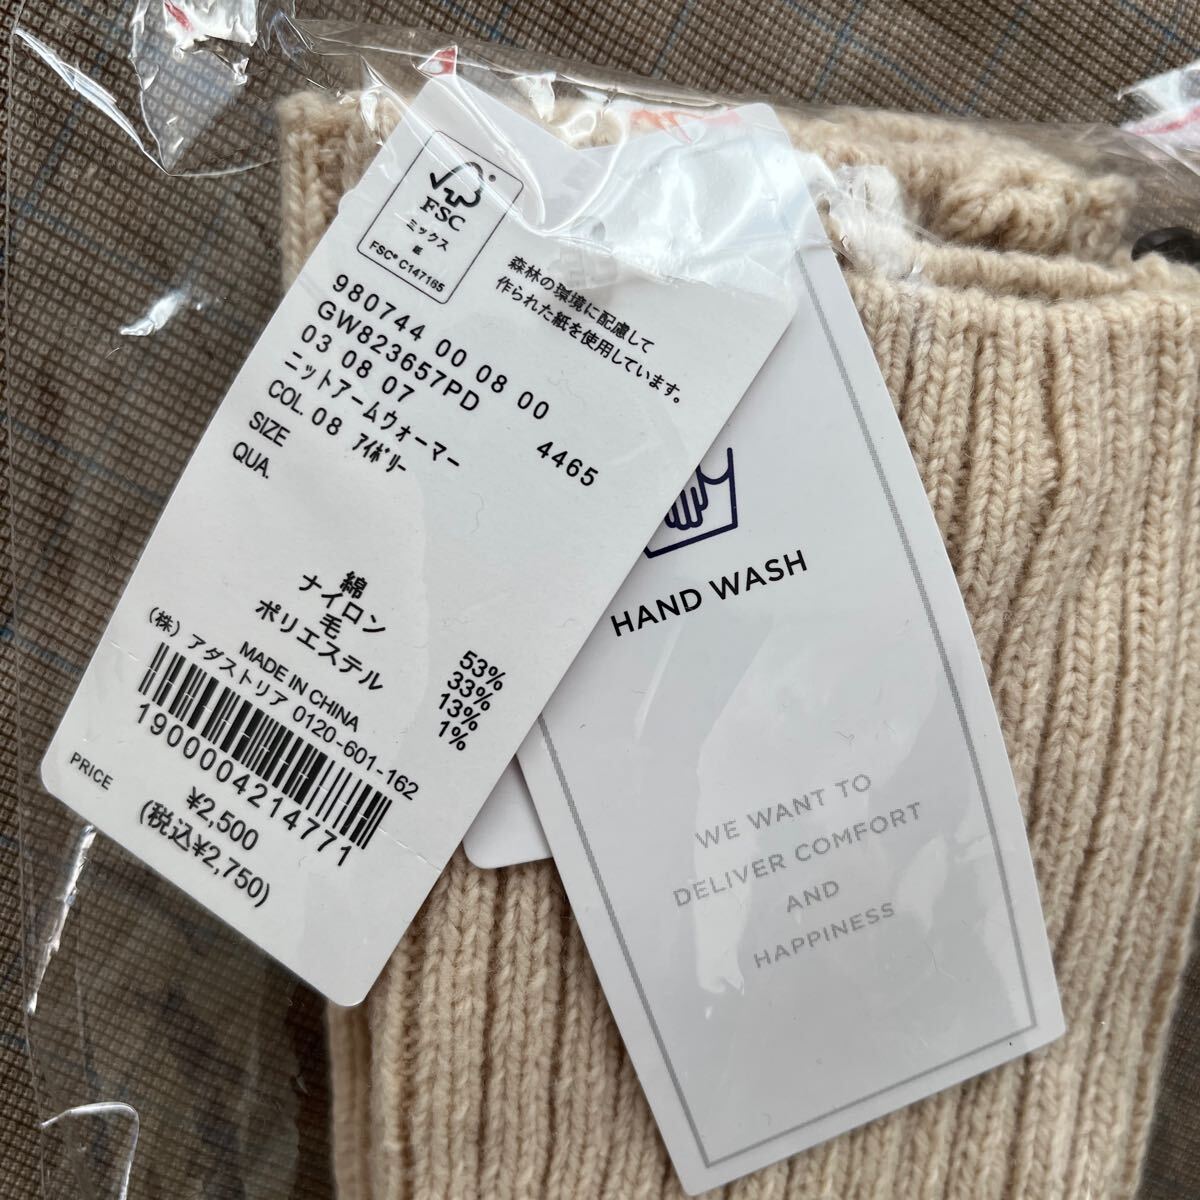 FSC
ミックス
紙
FSC® C147165
森林の環境に配慮して
作られた紙を使用しています。
980744 00 08 00
GW823657PD
03 08 07 4465
ニットアームウォーマー
COL. 08 ｱｲﾎﾞﾘｰ
SIZE
QUA.
綿 53%
ナイロン 33%
毛 13%
ポリエステル 1%
MADE IN CHINA
(株) アダストリア 0120-601-162
1900004214771
PRICE ¥2,500
(税込¥2,750)
HAND WASH
WE WANT TO
DELIVER COMFORT
AND
HAPPINESS